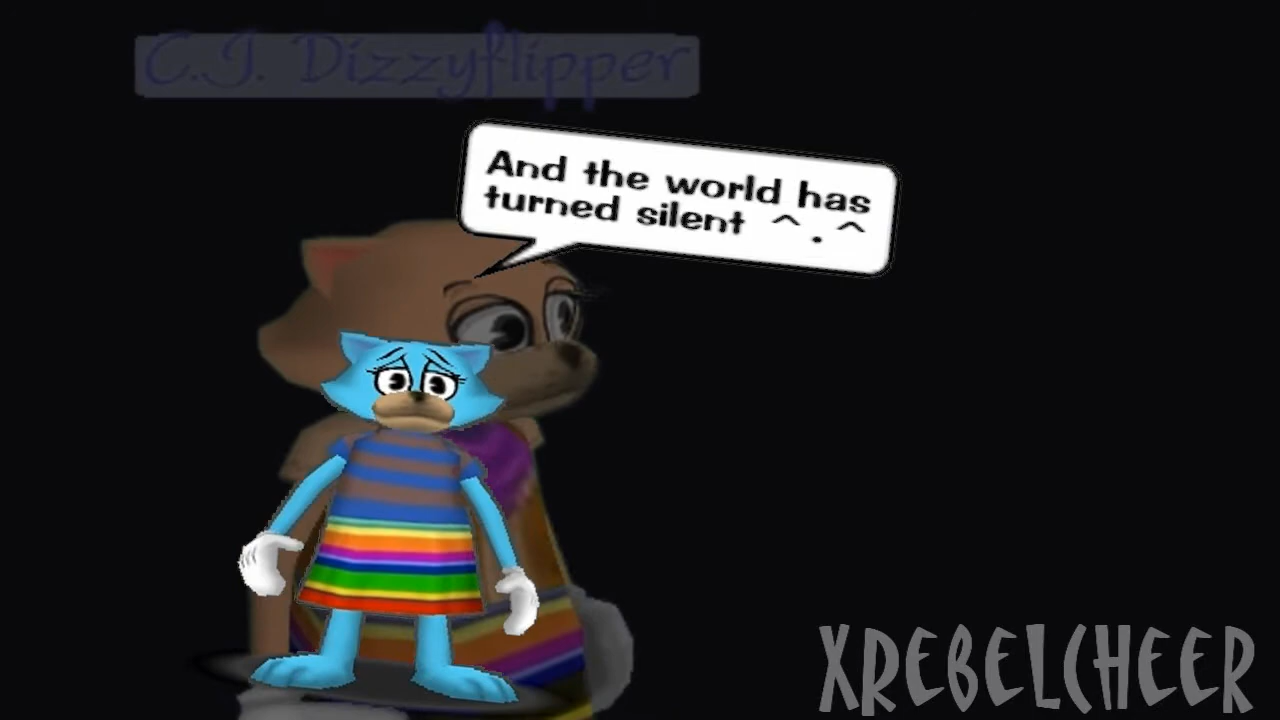 C.J. Dizzyflipper
And the world has
turned silent ^.^
XREBELCHEER